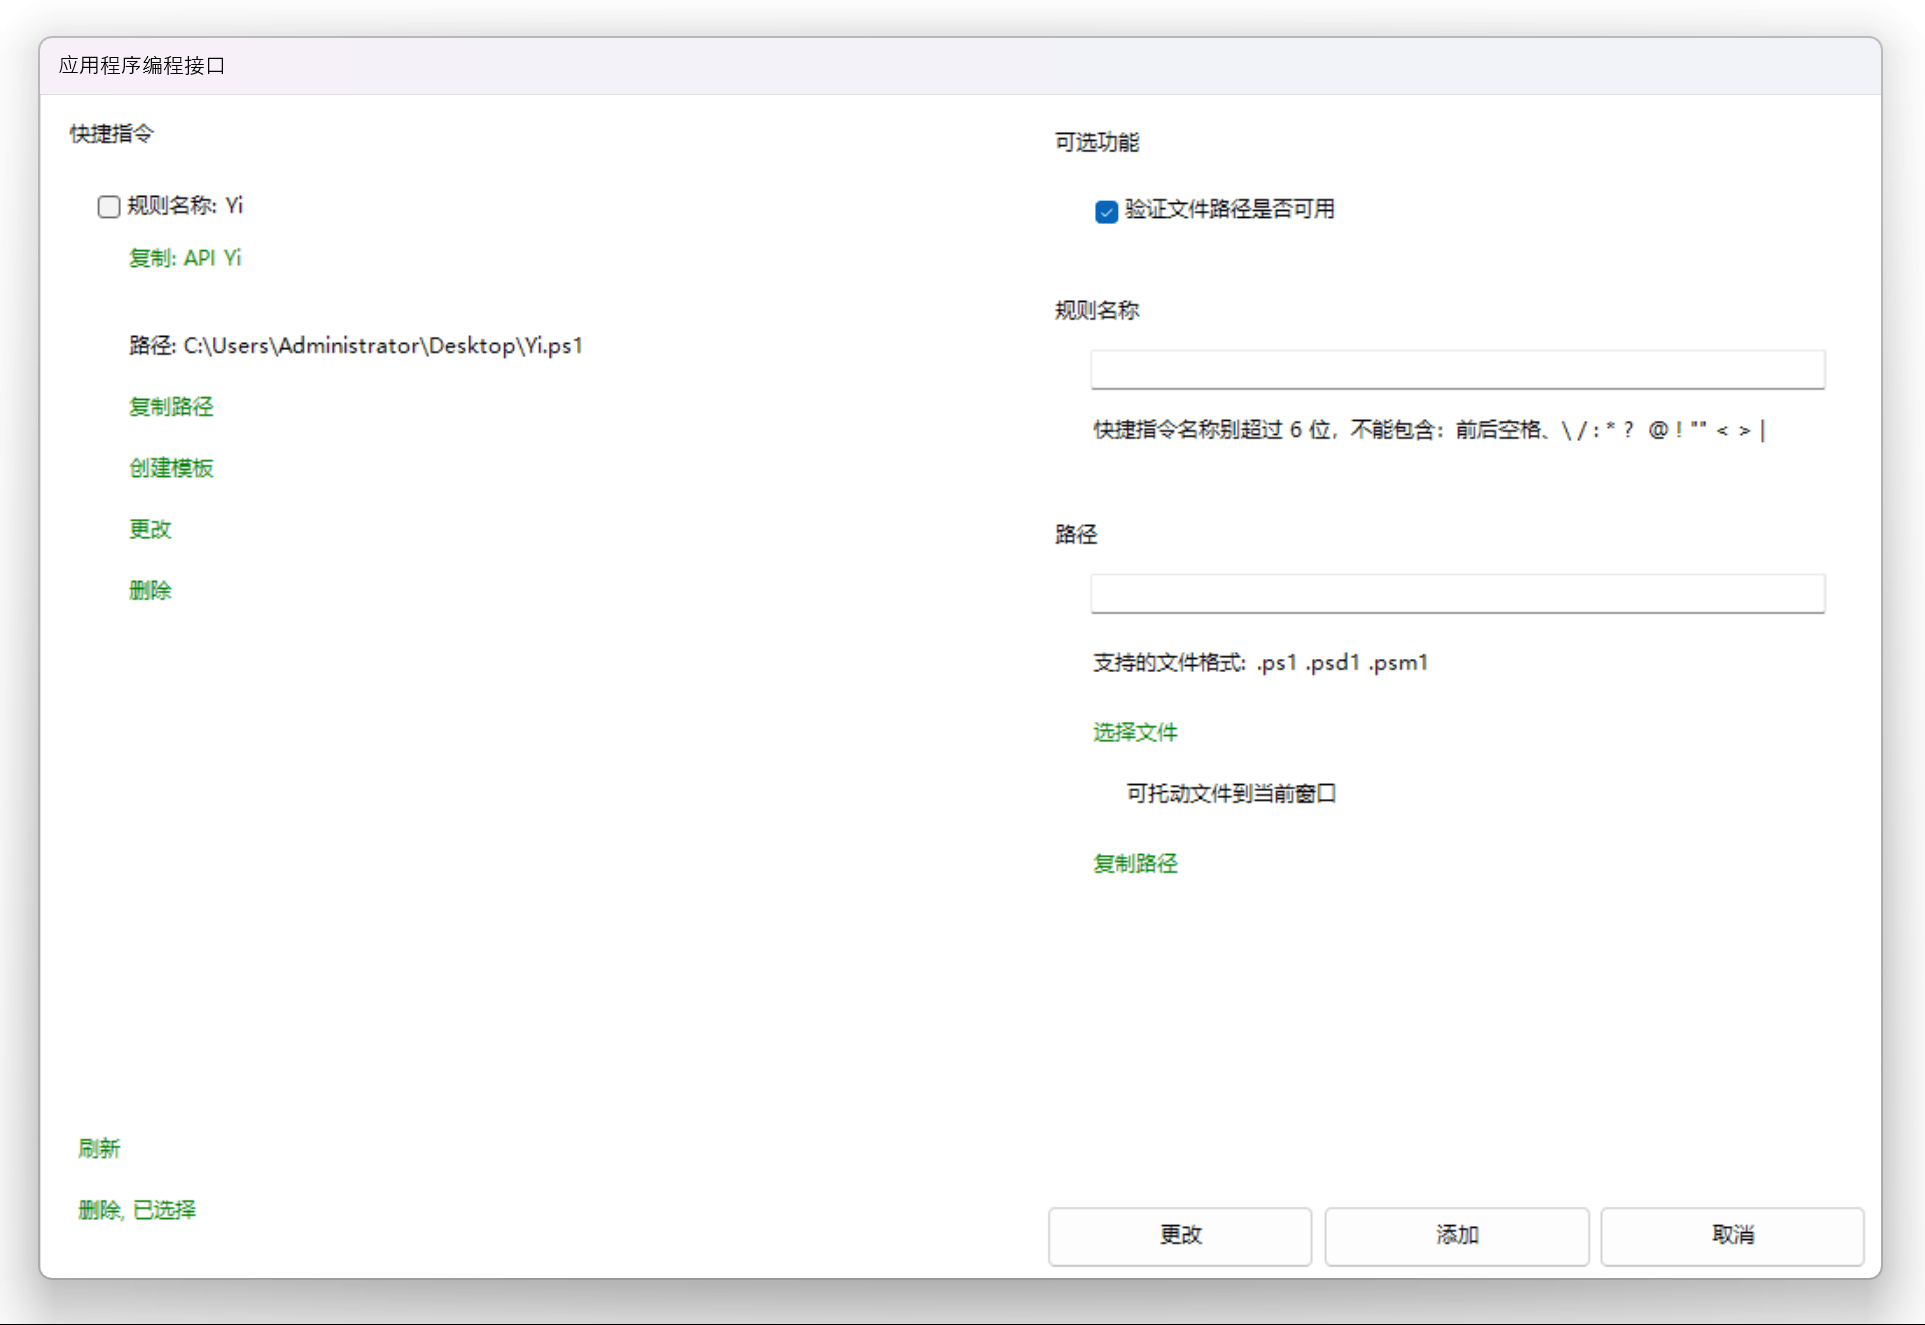 应用程序编程接口
快捷指令
规则名称: Yi
复制: API Yi
路径: C:\Users\Administrator\Desktop\Yi.ps1
复制路径
创建模板
更改
删除
刷新
删除, 已选择
可选功能
验证文件路径是否可用
规则名称
快捷指令名称别超过 6 位，不能包含：前后空格、\ / : * ? @ ! "" < > |
路径
支持的文件格式: .ps1 .psd1 .psm1
选择文件
可托动文件到当前窗口
复制路径
更改
添加
取消